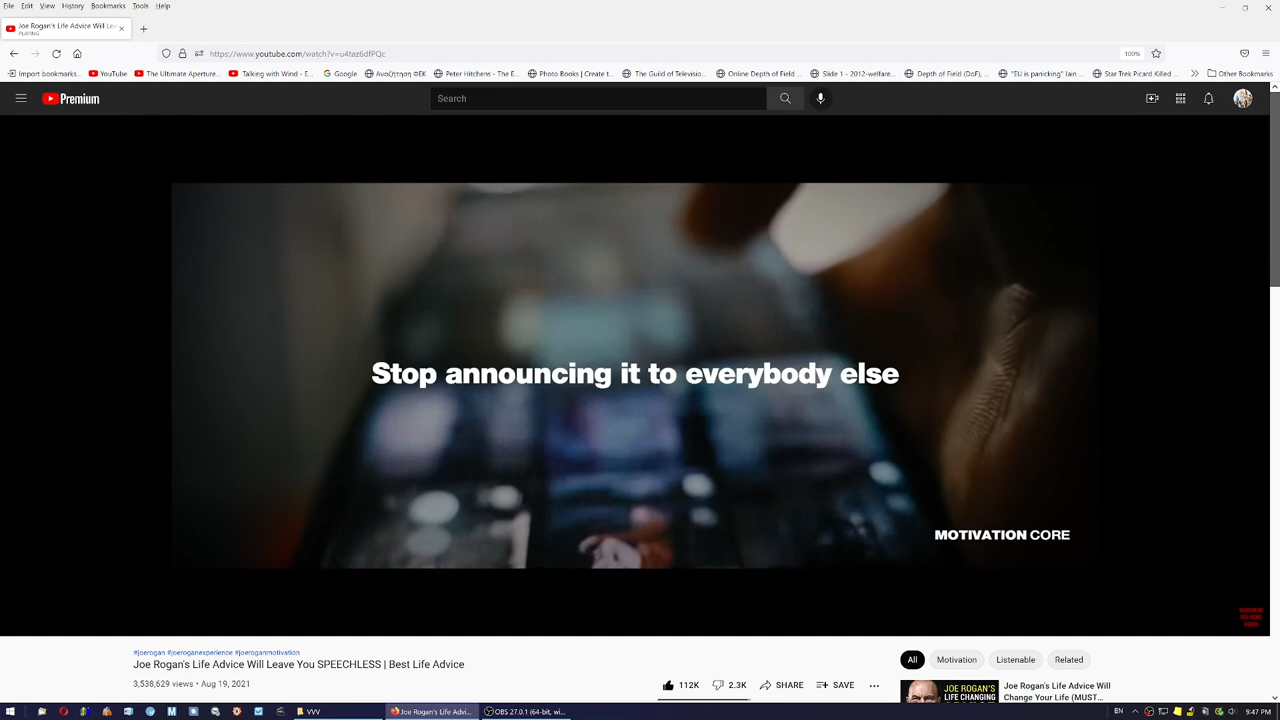 File Edit View History Bookmarks Tools Help
Joe Rogan's Life Advice Will Lea
PLAYING
https://www.youtube.com/watch?v=u4taz6dfPQc
100%
Import bookmarks...
YouTube
The Ultimate Aperture...
Talking with Wind - E...
Google
Αναζήτηση ΦΕΚ
Peter Hitchens - The E...
Photo Books | Create t...
The Guild of Televisio...
Online Depth of Field ...
Slide 1 - 2012-welfare...
Depth of Field (DoF), ...
"EU is panicking" Iain ...
Star Trek Picard Killed ...
Other Bookmarks
Premium
Search
Stop announcing it to everybody else
MOTIVATION CORE
#joerogan #joeroganexperience #joeroganmotivation
Joe Rogan's Life Advice Will Leave You SPEECHLESS | Best Life Advice
3,538,629 views • Aug 19, 2021
112K
2.3K
SHARE
SAVE
All
Motivation
Listenable
Related
JOE ROGAN'S
LIFE CHANGING
Joe Rogan's Life Advice Will
Change Your Life (MUST...
VVV
Joe Rogan's Life Advi...
OBS 27.0.1 (64-bit, wi...
EN
9:47 PM